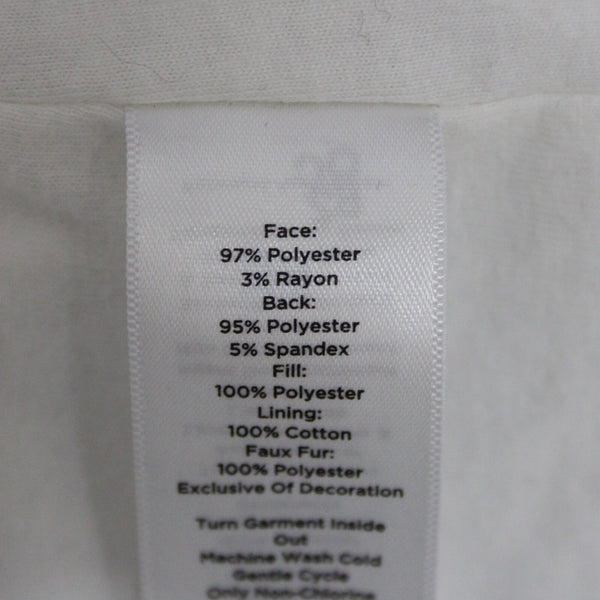 Face:
97% Polyester
3% Rayon
Back:
95% Polyester
5% Spandex
Fill:
100% Polyester
Lining:
100% Cotton
Faux Fur:
100% Polyester
Exclusive Of Decoration
Turn Garment Inside
Out
Machine Wash Cold
Gentle Cycle
Only Non-Chlorine